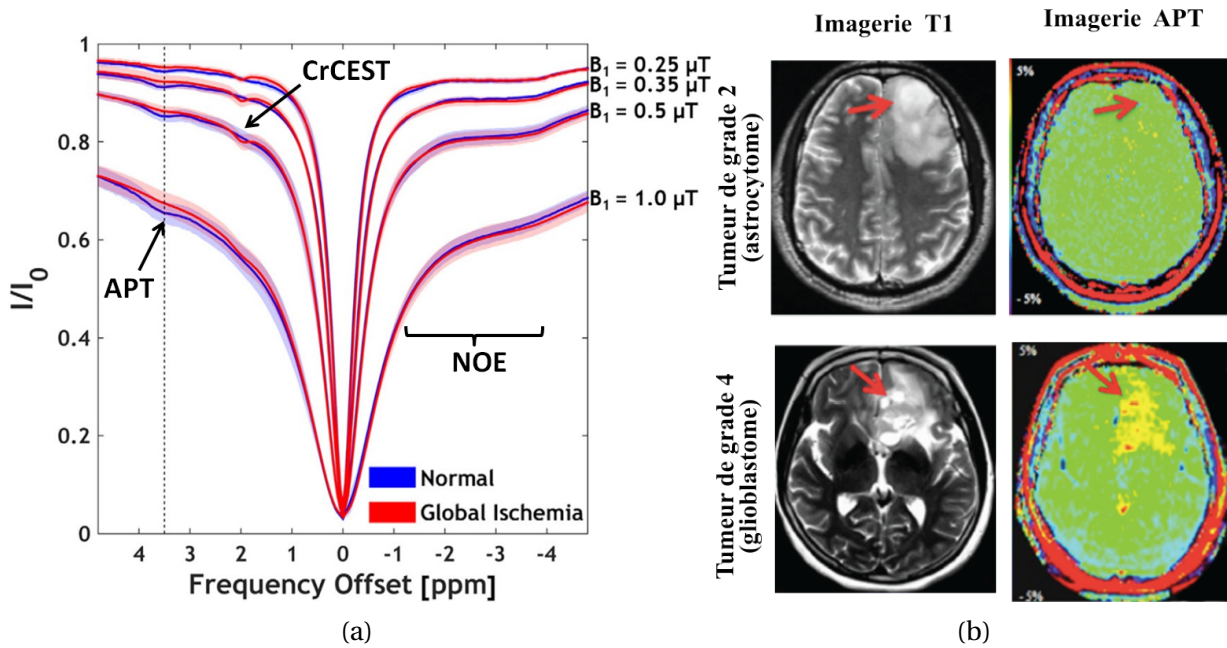 1
0.8
0.6
0.4
0.2
0
I/I0
4 3 2 1 0 -1 -2 -3 -4
Frequency Offset [ppm]
CrCEST
APT
NOE
B1 = 0.25 µT
B1 = 0.35 µT
B1 = 0.5 µT
B1 = 1.0 µT
Normal
Global Ischemia
(a)
Imagerie T1
Imagerie APT
Tumeur de grade 2
(astrocytome)
5%
- 5%
Tumeur de grade 4
(glioblastome)
5%
- 5%
(b)